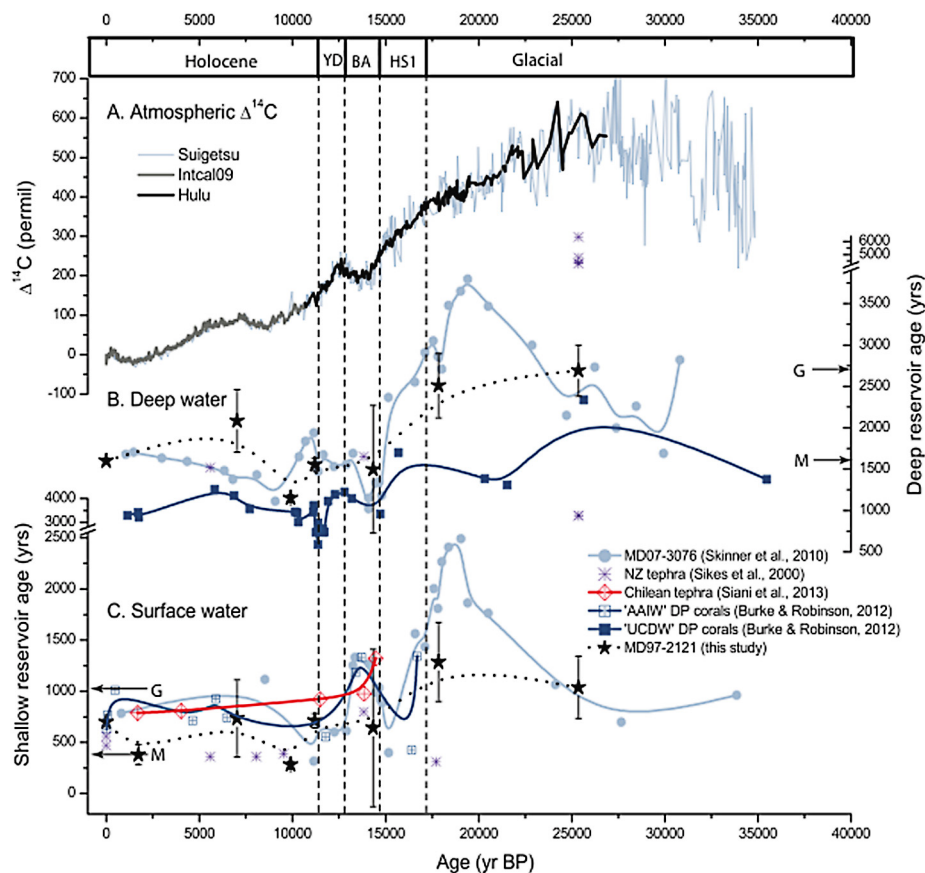 0 5000 10000 15000 20000 25000 30000 35000 40000
Holocene YD BA HS1 Glacial
A. Atmospheric Δ¹⁴C
Suigetsu
Intcal09
Hulu
Δ¹⁴C (permil)
700
600
500
400
300
200
100
0
-100
Deep reservoir age (yrs)
6000
5000
3500
3000
2500
2000
1500
1000
500
G
M
B. Deep water
Shallow reservoir age (yrs)
4000
3000
2500
2000
1500
1000
500
0
C. Surface water
G
M
MD07-3076 (Skinner et al., 2010)
NZ tephra (Sikes et al., 2000)
Chilean tephra (Siani et al., 2013)
'AAIW' DP corals (Burke & Robinson, 2012)
'UCDW' DP corals (Burke & Robinson, 2012)
MD97-2121 (this study)
0 5000 10000 15000 20000 25000 30000 35000 40000
Age (yr BP)